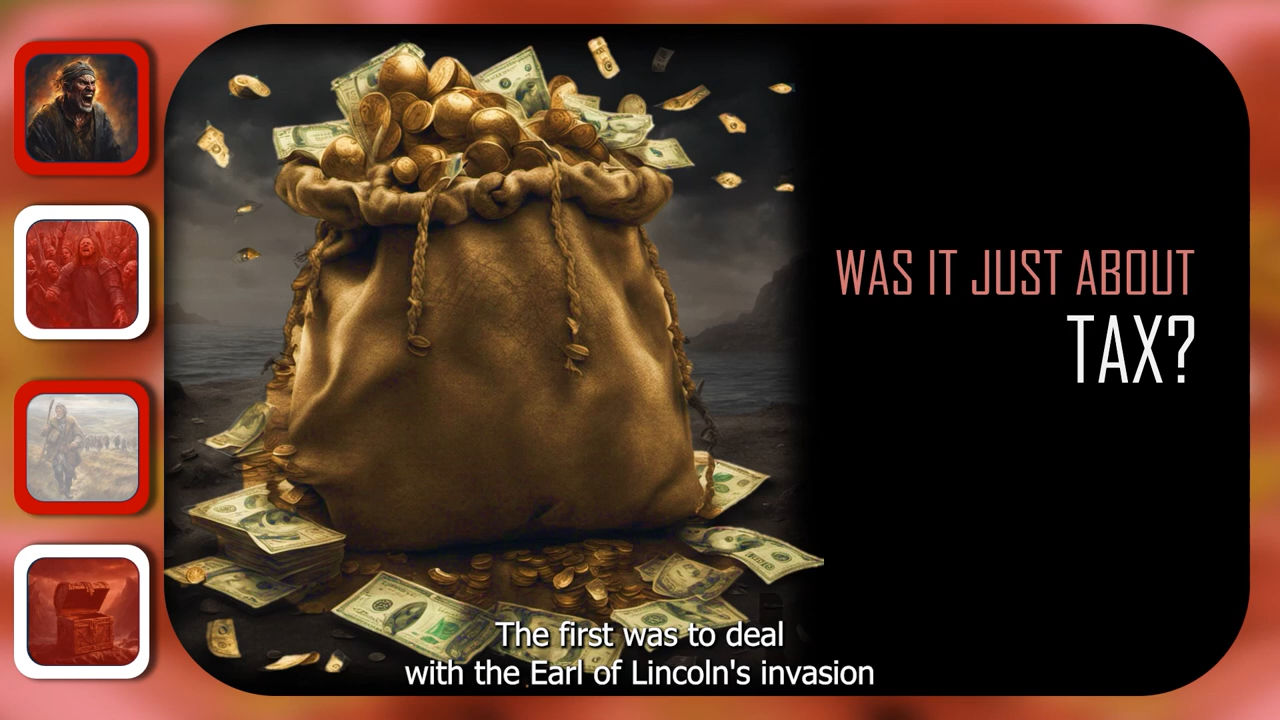 WAS IT JUST ABOUT
TAX?
The first was to deal
with the Earl of Lincoln's invasion